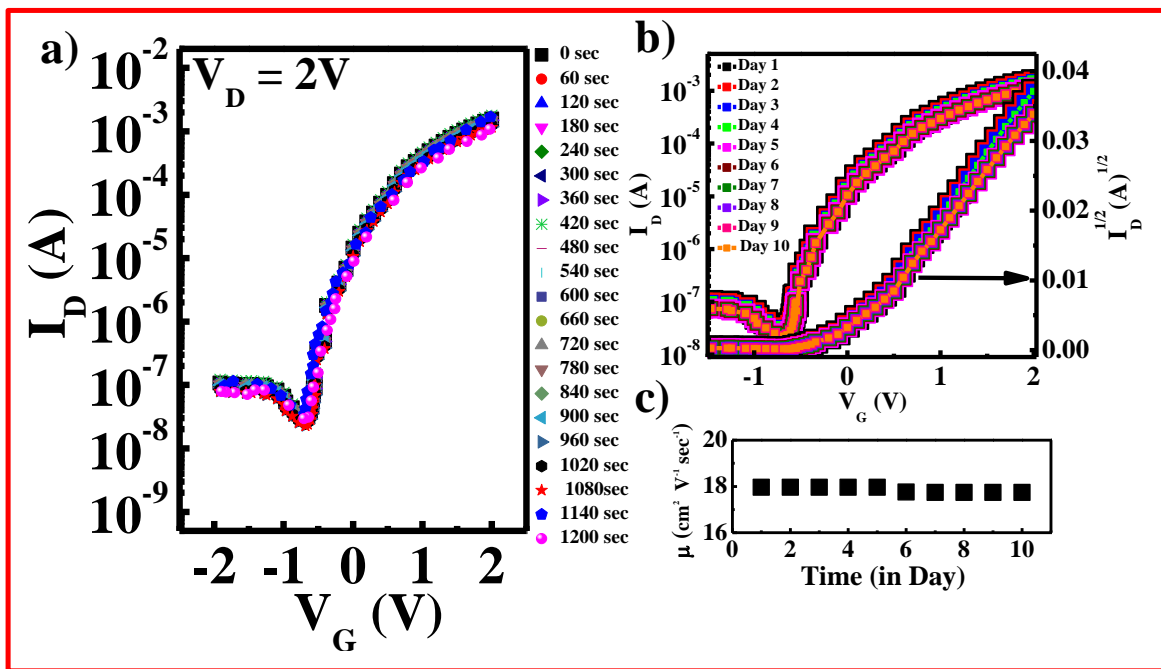 a)
V_D = 2V
10^-2
10^-3
10^-4
10^-5
10^-6
10^-7
10^-8
10^-9
I_D (A)
-2 -1 0 1 2
V_G (V)
0 sec
60 sec
120 sec
180 sec
240 sec
300 sec
360 sec
420 sec
480 sec
540 sec
600 sec
660 sec
720 sec
780 sec
840 sec
900 sec
960 sec
1020 sec
1080sec
1140 sec
1200 sec
b)
Day 1
Day 2
Day 3
Day 4
Day 5
Day 6
Day 7
Day 8
Day 9
Day 10
10^-3
10^-4
10^-5
10^-6
10^-7
10^-8
I_D (A)
0.04
0.03
0.02
0.01
0.00
I_D^1/2 (A)^1/2
-1 0 1 2
V_G (V)
c)
20
18
16
μ (cm² V⁻¹ sec⁻¹)
0 2 4 6 8 10
Time (in Day)